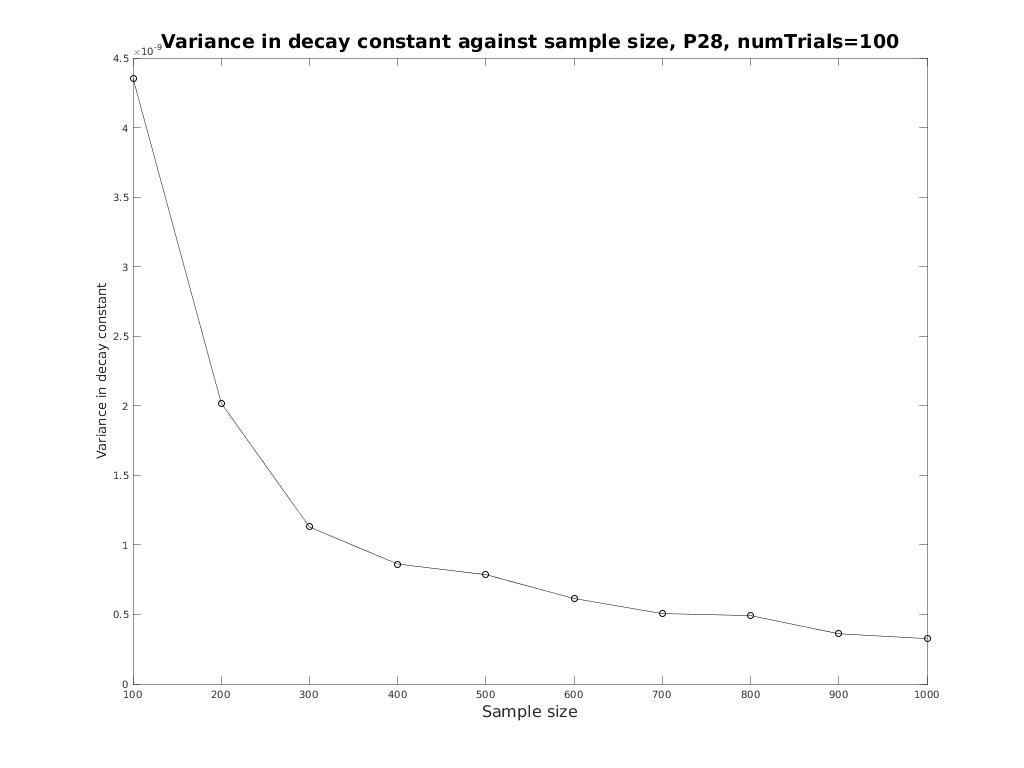 Variance in decay constant against sample size, P28, numTrials=100
×10⁻⁹
4.5
4
3.5
3
2.5
2
1.5
1
0.5
0
Variance in decay constant
100 200 300 400 500 600 700 800 900 1000
Sample size